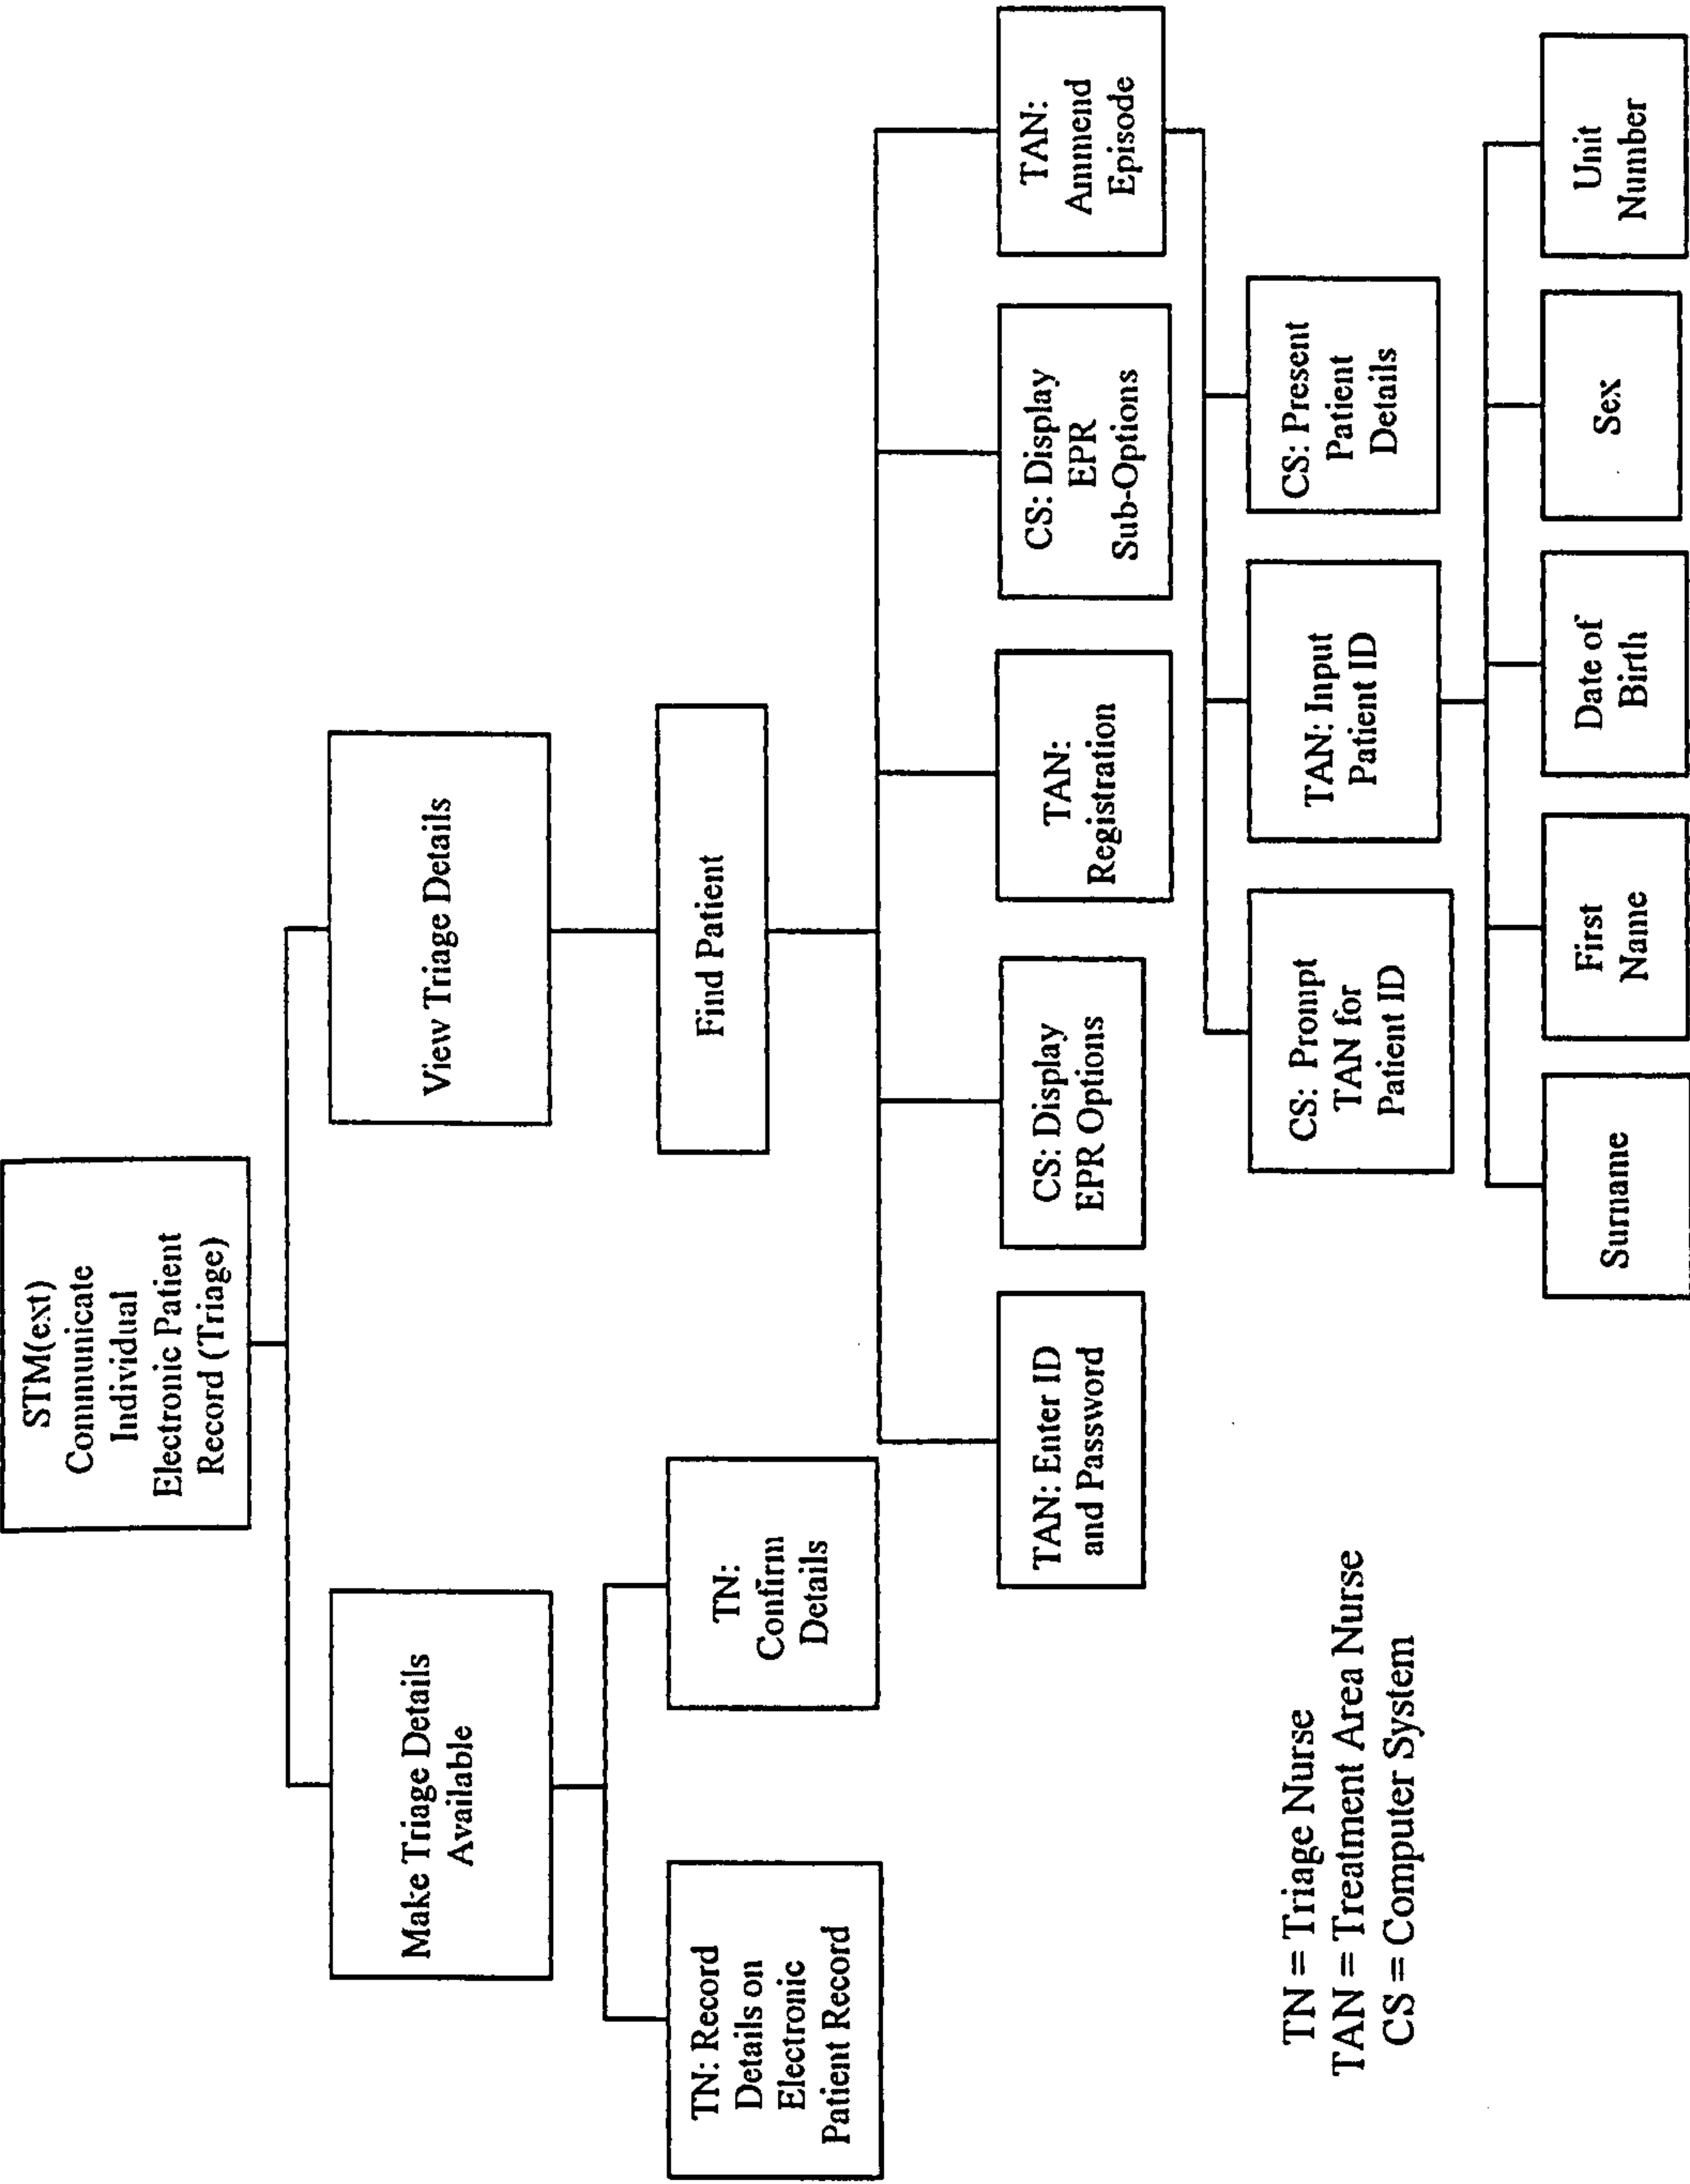 STM(ext)
Communicate
Individual
Electronic Patient
Record (Triage)
Make Triage Details
Available
View Triage Details
TN: Record
Details on
Electronic
Patient Record
TN:
Confirm
Details
Find Patient
TAN: Enter ID
and Password
CS: Display
EPR Options
TAN:
Registration
CS: Display
EPR
Sub-Options
TAN:
Ammend
Episode
CS: Prompt
TAN for
Patient ID
TAN: Input
Patient ID
CS: Present
Patient
Details
Surname
First
Name
Date of
Birth
Sex
Unit
Number
TN = Triage Nurse
TAN = Treatment Area Nurse
CS = Computer System